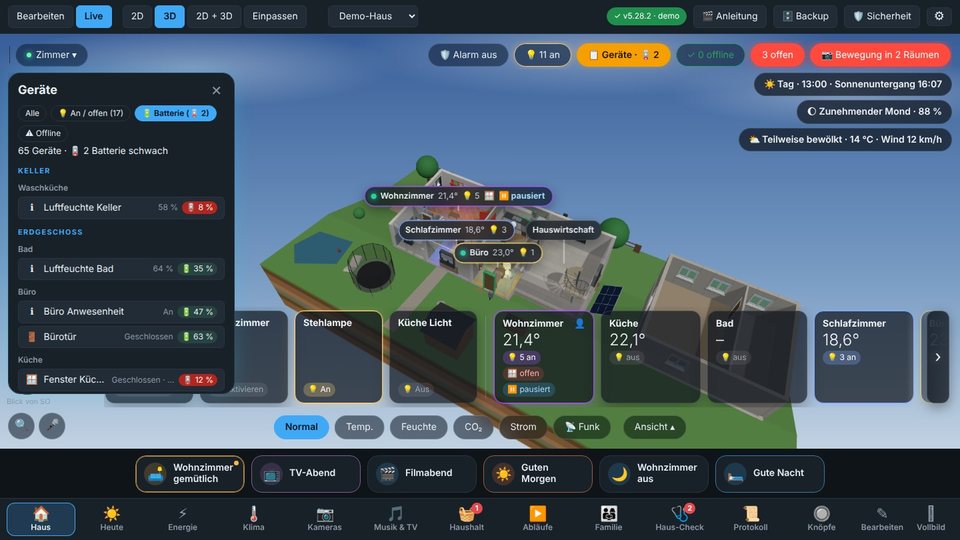 Bearbeiten Live 2D 3D 2D + 3D Einpassen Demo-Haus ✓ v5.28.2 · demo Anleitung Backup Sicherheit
Zimmer ▾ Alarm aus 11 an Geräte · 2 ✓ 0 offline 3 offen Bewegung in 2 Räumen
Tag · 13:00 · Sonnenuntergang 16:07
Zunehmender Mond · 88 %
Teilweise bewölkt · 14 °C · Wind 12 km/h
Geräte ✕
Alle An / offen (17) Batterie (2)
Offline
65 Geräte · 2 Batterie schwach
KELLER
Waschküche
Luftfeuchte Keller 58 % 8 %
ERDGESCHOSS
Bad
Luftfeuchte Bad 64 % 35 %
Büro
Büro Anwesenheit An 47 %
Bürotür Geschlossen 63 %
Küche
Fenster Küc... Geschlossen · ... 12 %
Wohnzimmer 21,4° 5 pausiert
Schlafzimmer 18,6° 3 Hauswirtschaft
Büro 23,0° 1
zimmer
ktivieren
Stehlampe
An
Küche Licht
Aus
Wohnzimmer
21,4°
5 an
offen
pausiert
Küche
22,1°
aus
Bad
–
aus
Schlafzimmer
18,6°
3 an
›
Blick von SO
Normal Temp. Feuchte CO₂ Strom Funk Ansicht ▴
Wohnzimmer
gemütlich
TV-Abend
Filmabend
Guten
Morgen
Wohnzimmer
aus
Gute Nacht
1 2
Haus Heute Energie Klima Kameras Musik & TV Haushalt Abläufe Familie Haus-Check Protokoll Knöpfe Bearbeiten Vollbild